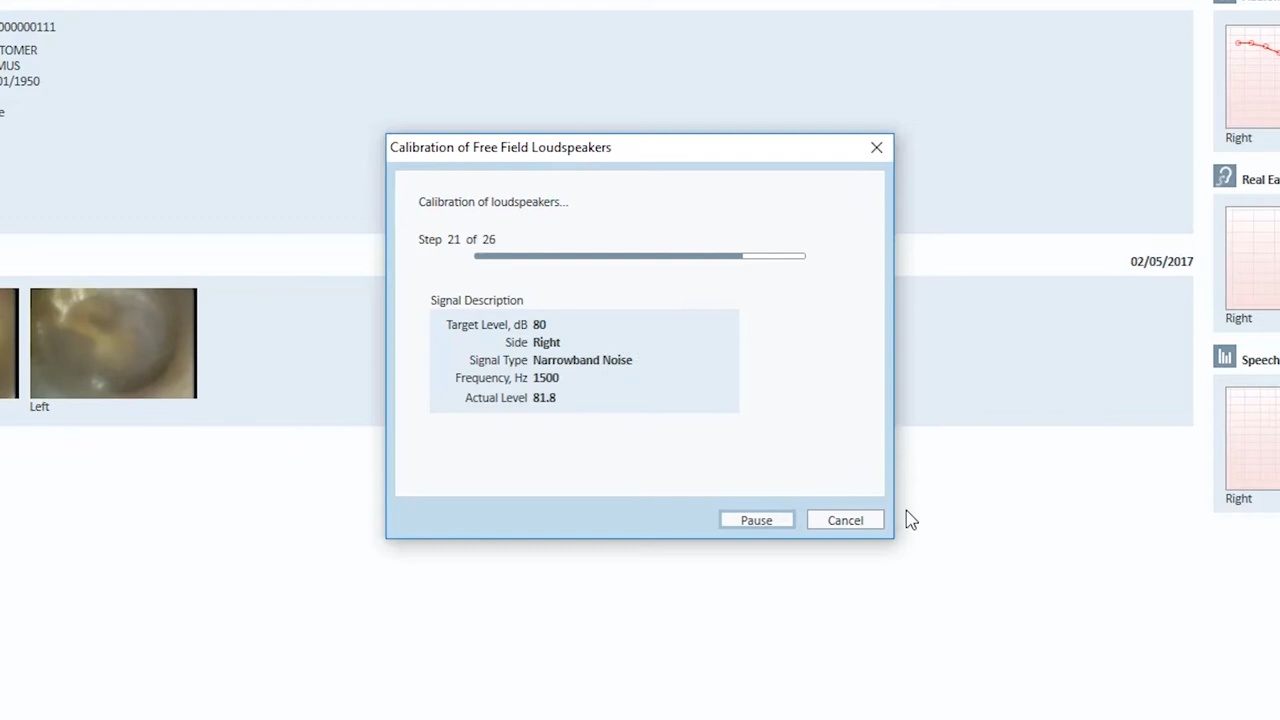 000000111
TOMER
MUS
01/1950
e
Calibration of Free Field Loudspeakers
Calibration of loudspeakers...
Step 21 of 26
Signal Description
Target Level, dB 80
Side Right
Signal Type Narrowband Noise
Frequency, Hz 1500
Actual Level 81.8
Pause
Cancel
02/05/2017
Left
Right
Real Ea
Right
Speech
Right